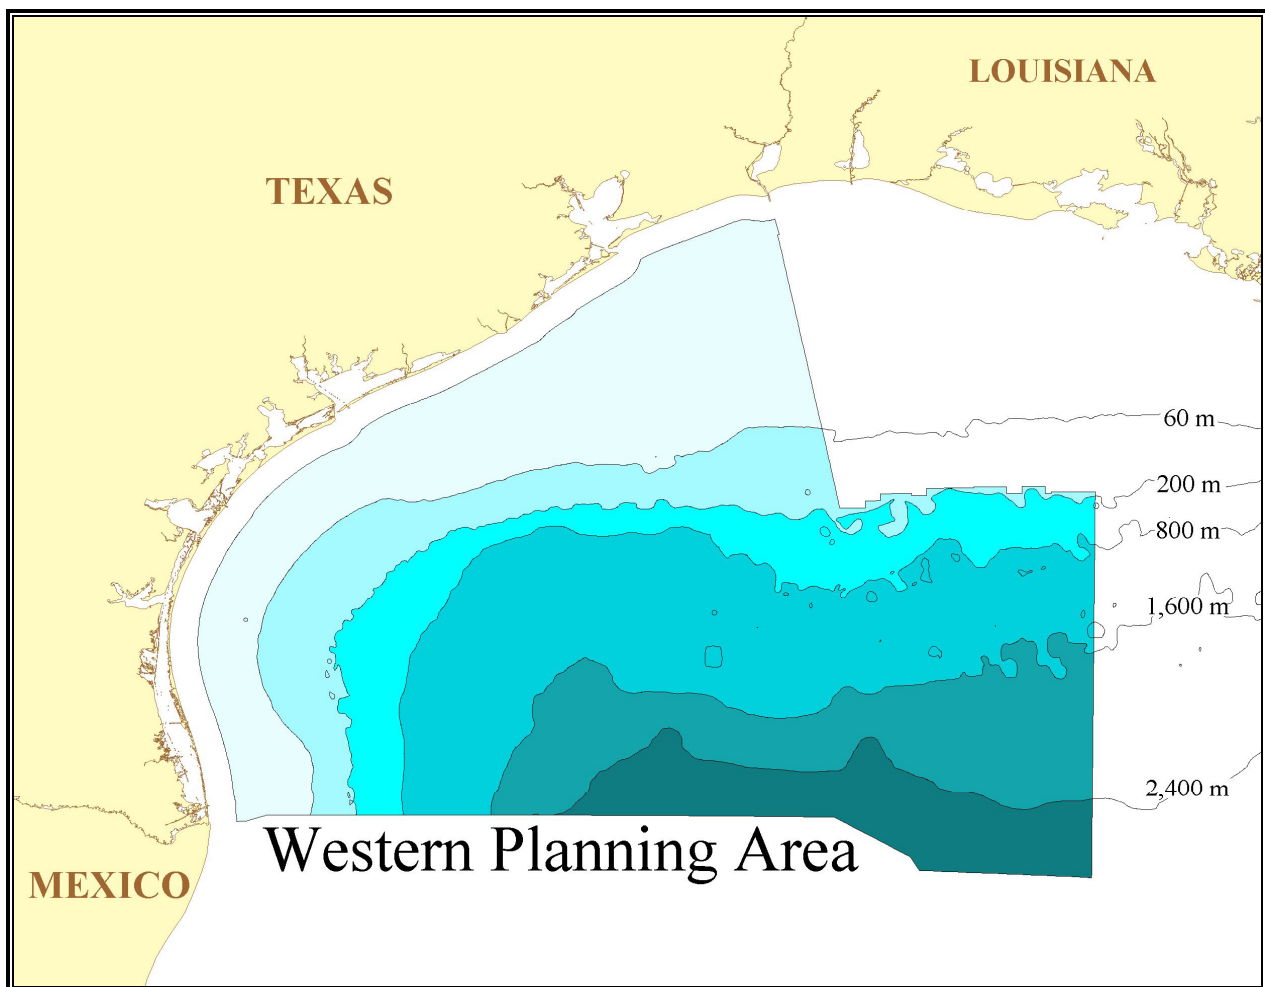 LOUISIANA
TEXAS
60 m
200 m
800 m
1,600 m
2,400 m
Western Planning Area
MEXICO